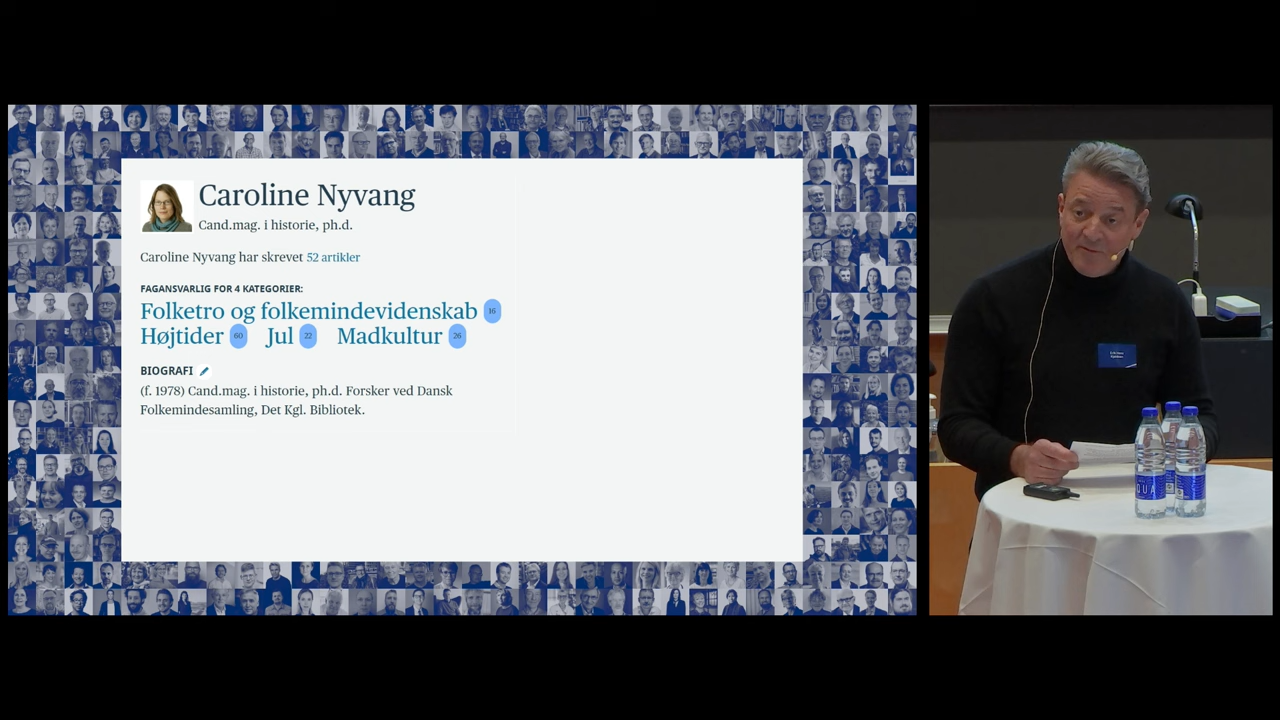 Caroline Nyvang
Cand.mag. i historie, ph.d.
Caroline Nyvang har skrevet 52 artikler
FAGANSVARLIG FOR 4 KATEGORIER:
Folketro og folkemindevidenskab 16
Højtider 60 Jul 22 Madkultur 26
BIOGRAFI
(f. 1978) Cand.mag. i historie, ph.d. Forsker ved Dansk
Folkemindesamling, Det Kgl. Bibliotek.
QUA